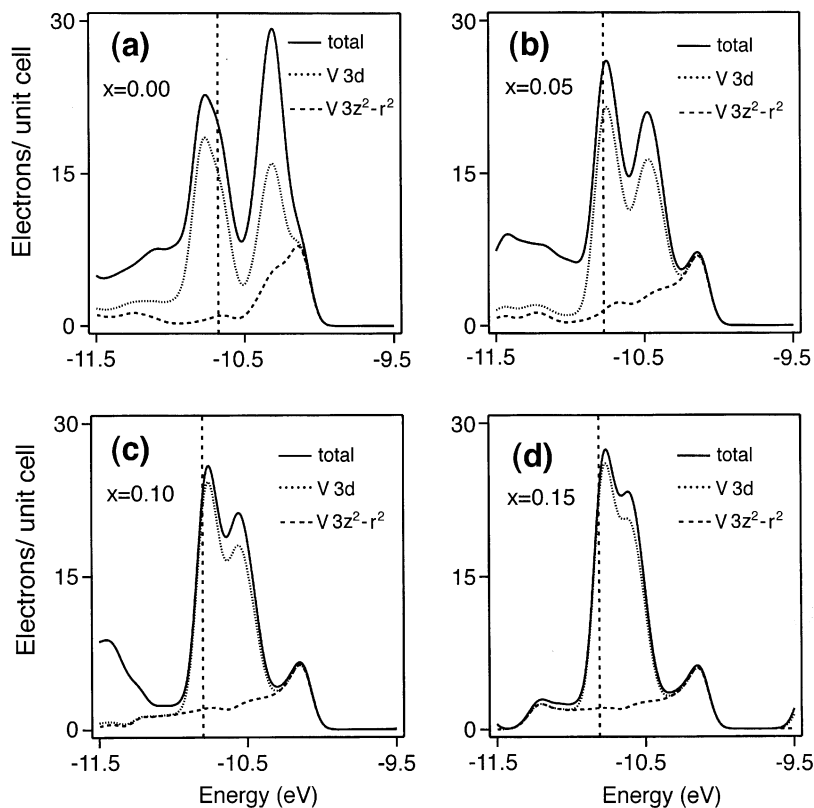 30
15
0
Electrons/ unit cell
(a)
x=0.00
total
V 3d
V 3z²-r²
-11.5 -10.5 -9.5
30
15
0
(b)
x=0.05
total
V 3d
V 3z²-r²
-11.5 -10.5 -9.5
30
15
0
Electrons/ unit cell
(c)
x=0.10
total
V 3d
V 3z²-r²
-11.5 -10.5 -9.5
Energy (eV)
30
15
0
(d)
x=0.15
total
V 3d
V 3z²-r²
-11.5 -10.5 -9.5
Energy (eV)